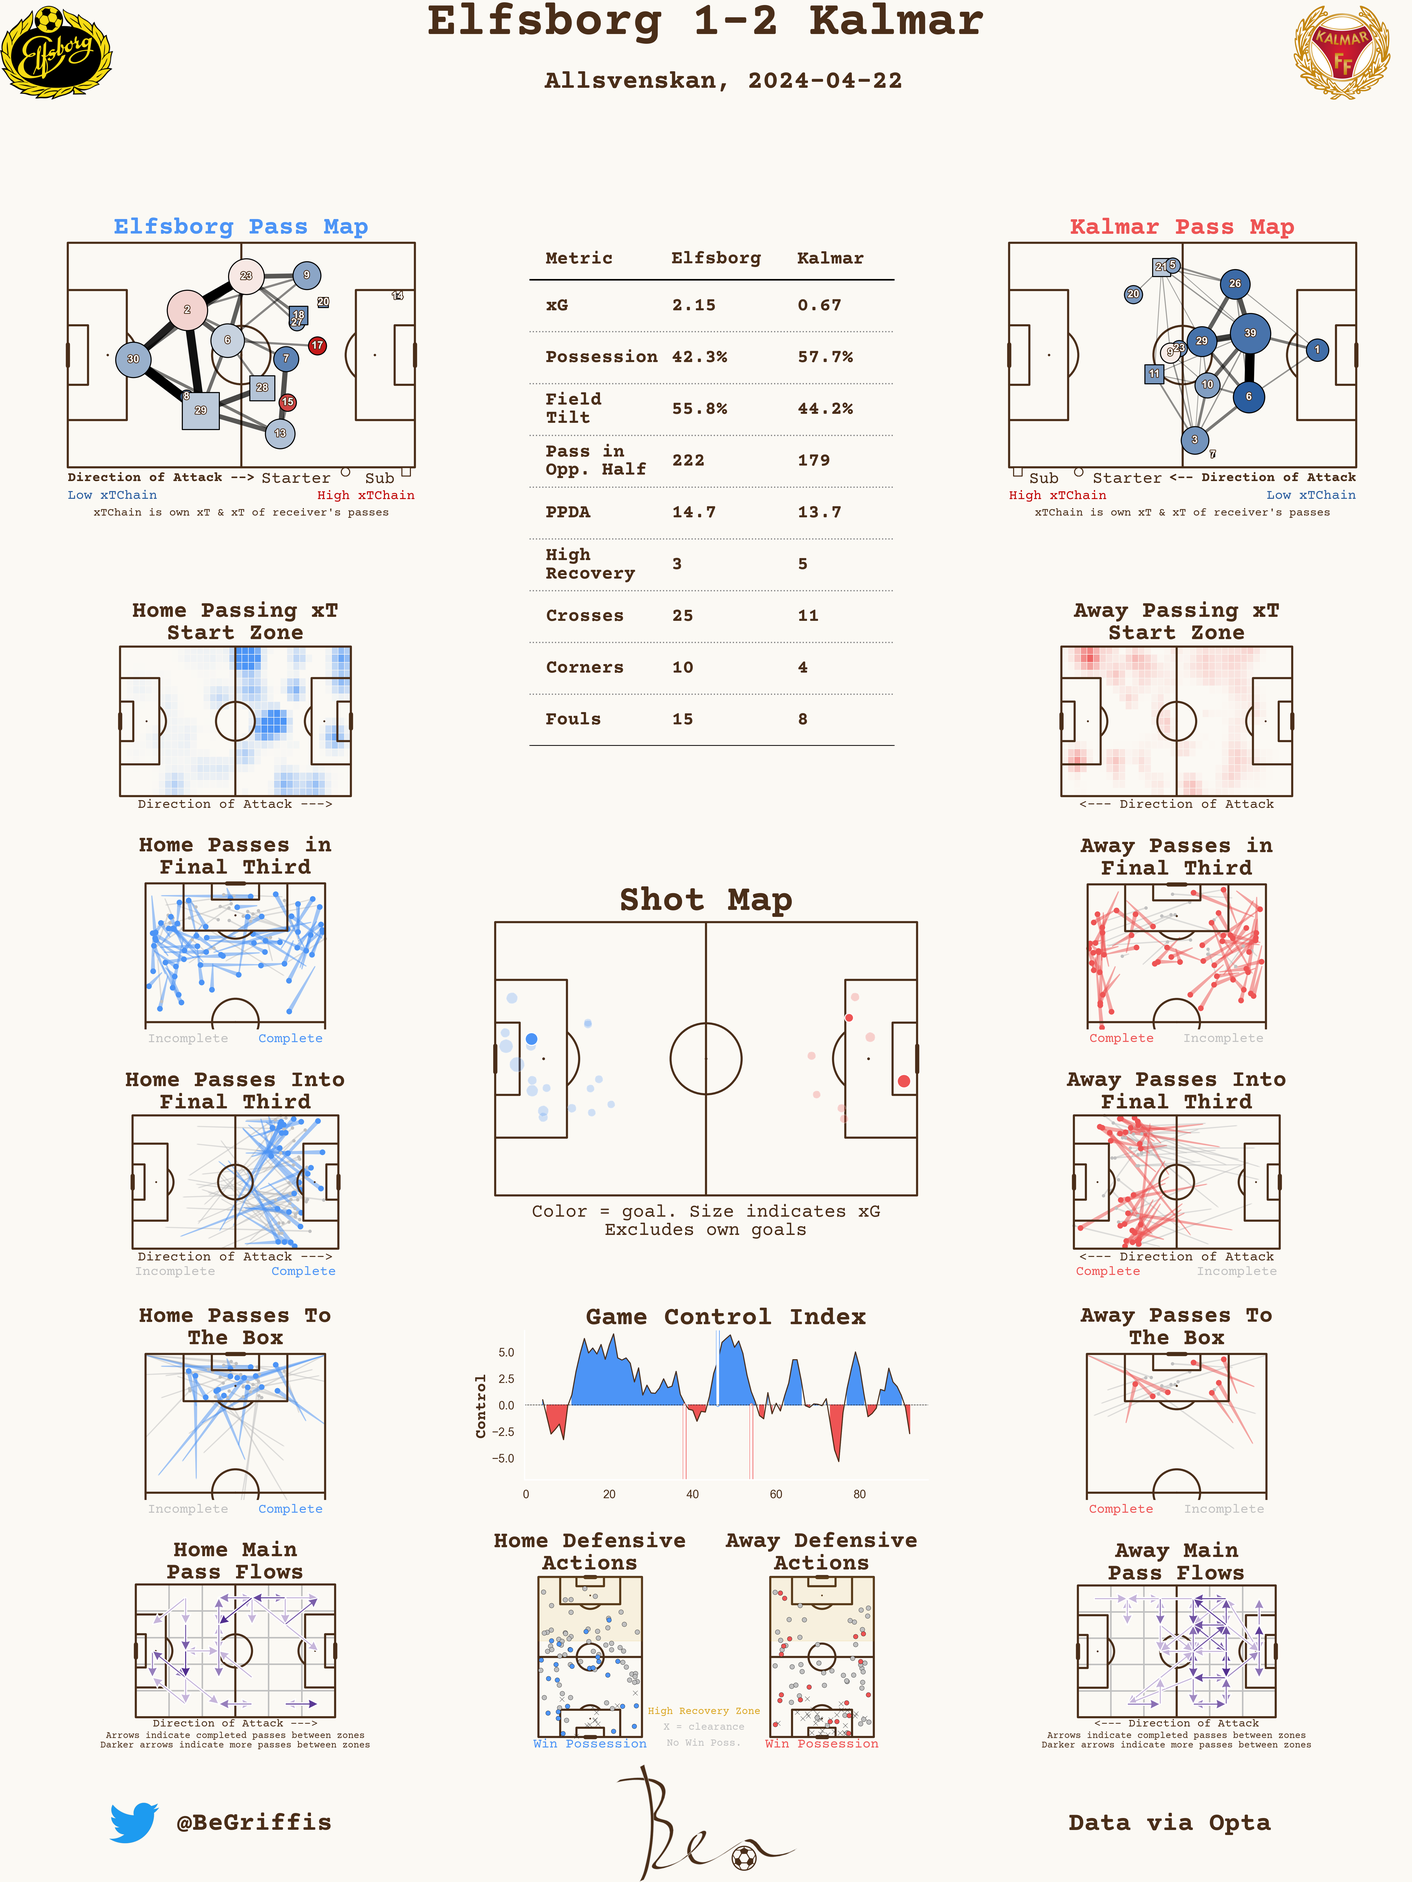 Elfsborg 1-2 Kalmar
Allsvenskan, 2024-04-22
Elfsborg
KALMAR
FF
Elfsborg Pass Map
23
9
2
20
14
18
27
6
17
30
7
8
28
29
15
13
Direction of Attack --> Starter Sub
Low xTChain High xTChain
xTChain is own xT & xT of receiver's passes
Metric Elfsborg Kalmar
xG 2.15 0.67
Possession 42.3% 57.7%
Field
Tilt 55.8% 44.2%
Pass in
Opp. Half 222 179
PPDA 14.7 13.7
High
Recovery 3 5
Crosses 25 11
Corners 10 4
Fouls 15 8
Kalmar Pass Map
21
5
20
26
39
29
23
9
1
11
10
6
3
7
Sub Starter <-- Direction of Attack
High xTChain Low xTChain
xTChain is own xT & xT of receiver's passes
Home Passing xT
Start Zone
Direction of Attack --->
Away Passing xT
Start Zone
<--- Direction of Attack
Home Passes in
Final Third
Incomplete Complete
Away Passes in
Final Third
Complete Incomplete
Shot Map
Color = goal. Size indicates xG
Excludes own goals
Home Passes Into
Final Third
Direction of Attack --->
Incomplete Complete
Away Passes Into
Final Third
<--- Direction of Attack
Complete Incomplete
Home Passes To
The Box
Incomplete Complete
Game Control Index
Control
5.0
2.5
0.0
−2.5
−5.0
0 20 40 60 80
Away Passes To
The Box
Complete Incomplete
Home Main
Pass Flows
Direction of Attack --->
Arrows indicate completed passes between zones
Darker arrows indicate more passes between zones
Home Defensive
Actions
Win Possession
Away Defensive
Actions
Win Possession
High Recovery Zone
X = clearance
No Win Poss.
Away Main
Pass Flows
<--- Direction of Attack
Arrows indicate completed passes between zones
Darker arrows indicate more passes between zones
@BeGriffis
Ben
Data via Opta